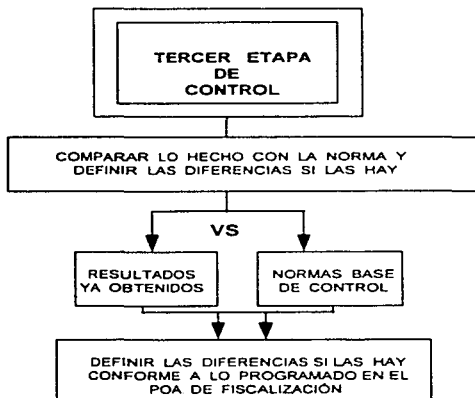 TERCER ETAPA
DE
CONTROL
COMPARAR LO HECHO CON LA NORMA Y
DEFINIR LAS DIFERENCIAS SI LAS HAY
VS
RESULTADOS
YA OBTENIDOS
NORMAS BASE
DE CONTROL
DEFINIR LAS DIFERENCIAS SI LAS HAY
CONFORME A LO PROGRAMADO EN EL
POA DE FISCALIZACIÓN